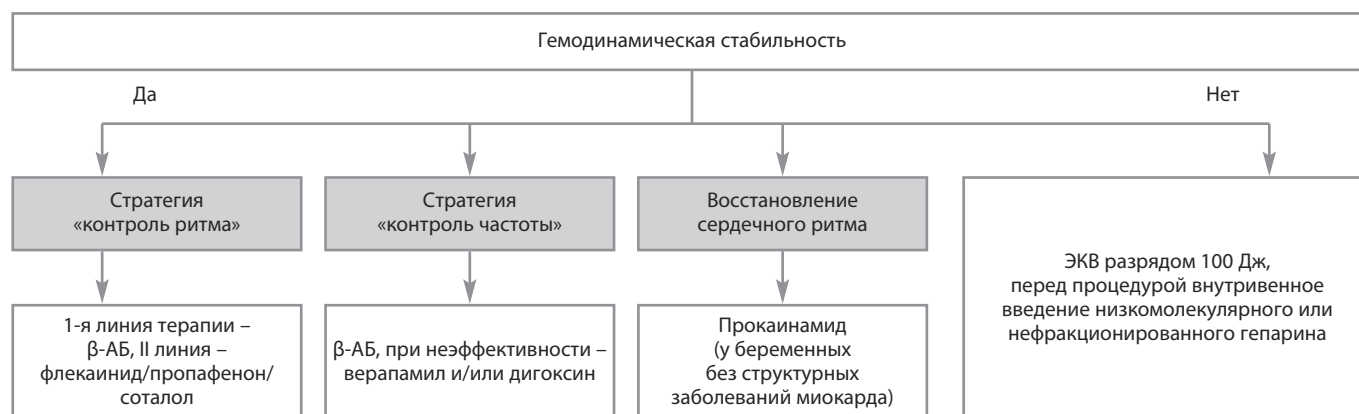 Гемодинамическая стабильность
Да
Нет
Стратегия
«контроль ритма»
Стратегия
«контроль частоты»
Восстановление
сердечного ритма
ЭКВ разрядом 100 Дж,
перед процедурой внутривенное
введение низкомолекулярного или
нефракционированного гепарина
1-я линия терапии –
β-АБ, II линия –
флекаинид/пропафенон/
соталол
β-АБ, при неэффективности –
верапамил и/или дигоксин
Прокаинамид
(у беременных
без структурных
заболеваний миокарда)